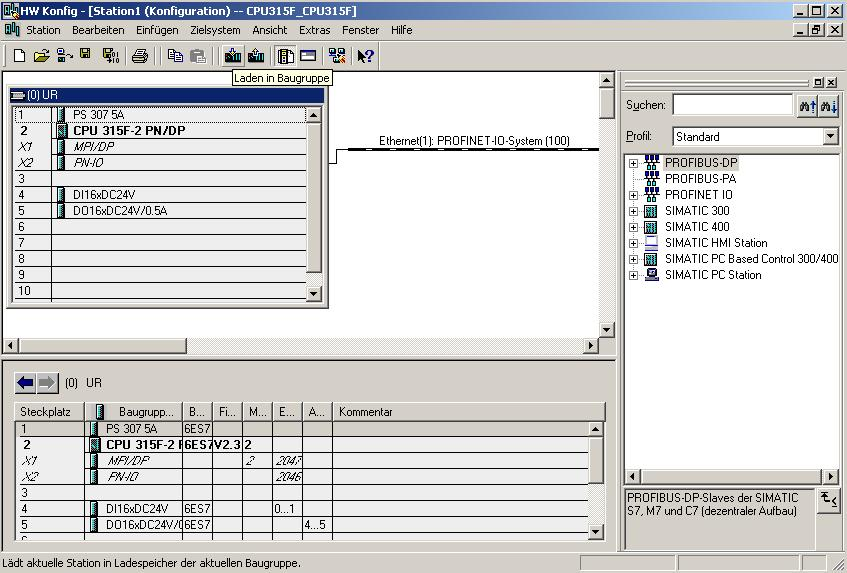 HW Konfig - [Station1 (Konfiguration) -- CPU315F_CPU315F]
Station Bearbeiten Einfügen Zielsystem Ansicht Extras Fenster Hilfe
Laden in Baugruppe
(0) UR
1 PS 307 5A
2 CPU 315F-2 PN/DP
X1 MPI/DP
X2 PN-IO
3
4 DI16xDC24V
5 DO16xDC24V/0.5A
6
7
8
9
10
Ethernet(1): PROFINET-IO-System (100)
Suchen:
Profil: Standard
PROFIBUS-DP
PROFIBUS-PA
PROFINET IO
SIMATIC 300
SIMATIC 400
SIMATIC HMI Station
SIMATIC PC Based Control 300/400
SIMATIC PC Station
PROFIBUS-DP-Slaves der SIMATIC
S7, M7 und C7 (dezentraler Aufbau)
(0) UR
Steckplatz Baugrupp... B... Fi... M... E... A... Kommentar
1 PS 307 5A 6ES7
2 CPU 315F-2 6ES7 V2.3 2
X1 MPI/DP 2 2047
X2 PN-IO 2046
3
4 DI16xDC24V 6ES7 0...1
5 DO16xDC24V/0 6ES7 4...5
Lädt aktuelle Station in Ladespeicher der aktuellen Baugruppe.